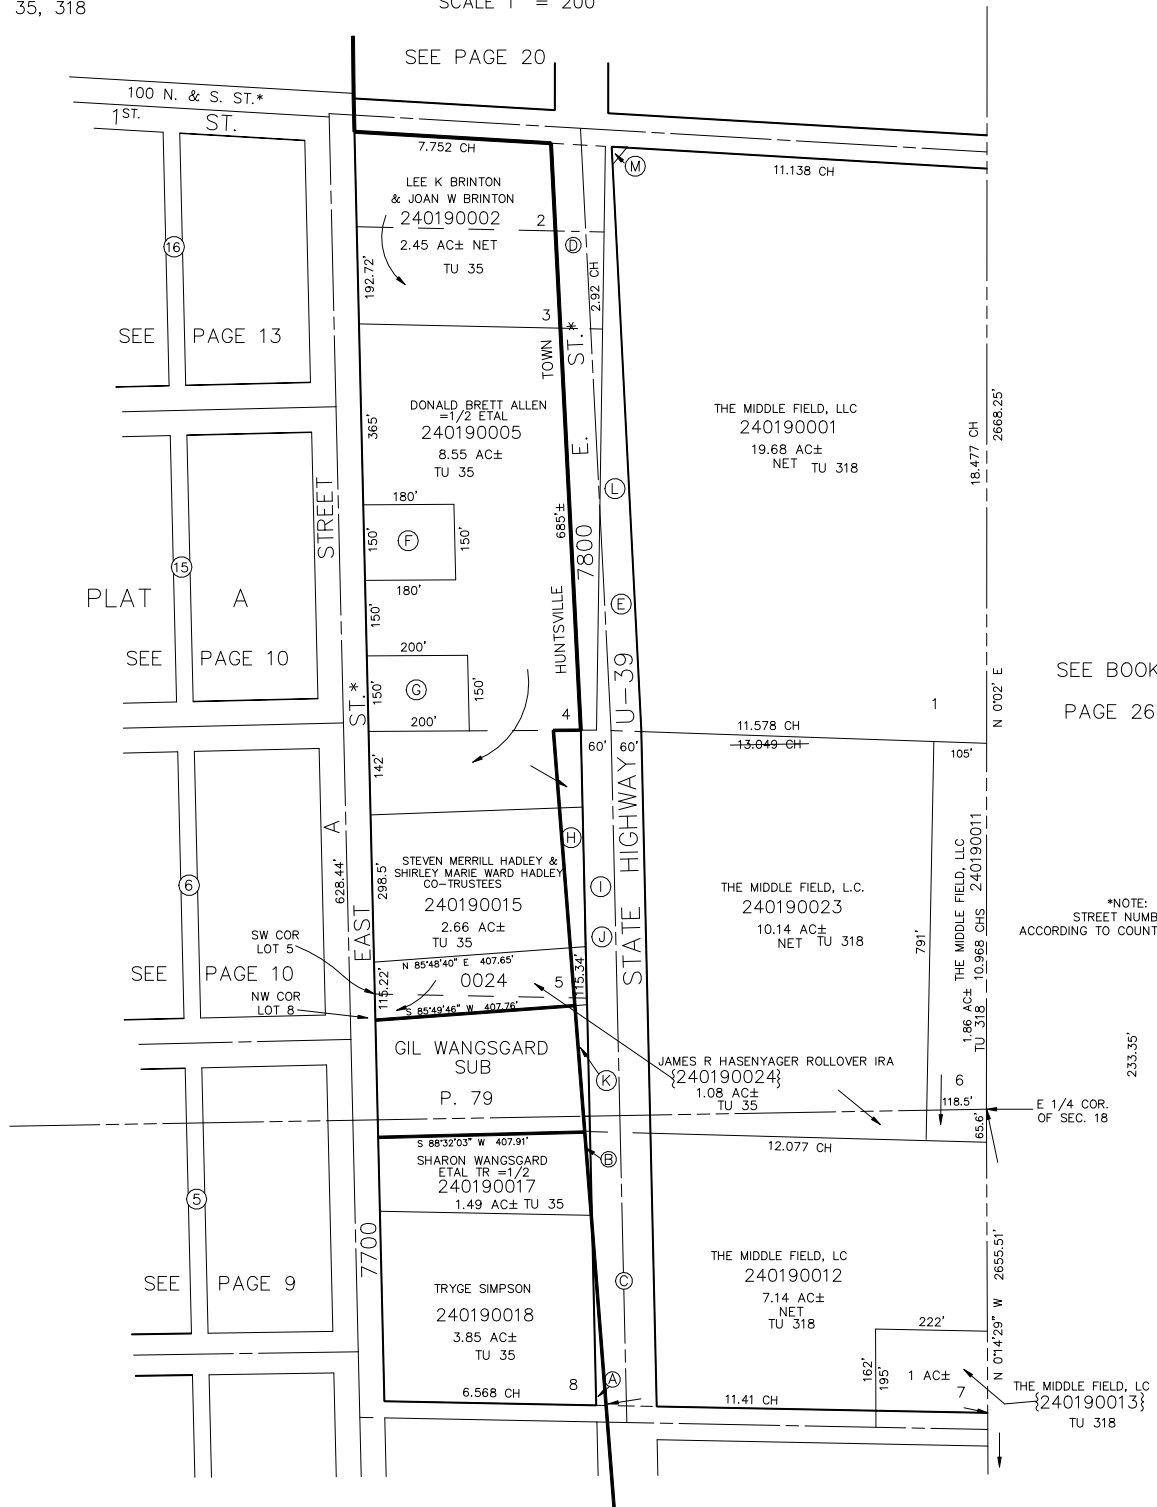 35, 318
SCALE 1" = 200'
SEE PAGE 20
100 N. & S. ST.*
1ST. ST.
7.752 CH
11.138 CH
M
LEE K BRINTON
& JOAN W BRINTON
240190002
2
2.45 AC± NET
TU 35
16
D
192.72'
2.92 CH
3
SEE PAGE 13
TOWN
ST.*
DONALD BRETT ALLEN
=1/2 ETAL
240190005
8.55 AC±
TU 35
365'
E.
THE MIDDLE FIELD, LLC
240190001
19.68 AC±
NET TU 318
18.477 CH
2668.25'
STREET
180'
L
685'±
150'
F
150'
7800
15
180'
PLAT A
150'
HUNTSVILLE
E
200'
SEE PAGE 10
SEE BOOK
PAGE 26
150'
G
150'
ST.*
N 0°02' E
1
200'
4
11.578 CH
13.049 CH
60' 60'
105'
142'
STATE HIGHWAY U-39
A
H
STEVEN MERRILL HADLEY &
SHIRLEY MARIE WARD HADLEY
CO-TRUSTEES
240190015
2.66 AC±
TU 35
628.44'
298.5'
6
I
J
THE MIDDLE FIELD, L.C.
240190023
10.14 AC±
NET TU 318
791'
1.86 AC± THE MIDDLE FIELD, LLC
TU 318 10.968 CHS 240190011
*NOTE:
STREET NUMB
ACCORDING TO COUNT
EAST
SW COR
LOT 5
N 85°48'40" E 407.65'
SEE PAGE 10
115.22'
0024
5
115.34'
NW COR
LOT 8
S 85°49'46" W 407.76'
GIL WANGSGARD
SUB
P. 79
JAMES R HASENYAGER ROLLOVER IRA
{240190024}
1.08 AC±
TU 35
K
233.35'
6
118.5'
E 1/4 COR.
OF SEC. 18
65.6'
S 88°32'03" W 407.91'
12.077 CH
SHARON WANGSGARD
ETAL TR =1/2
240190017
1.49 AC± TU 35
B
5
7700
2655.51'
N 0°14'29" W
SEE PAGE 9
C
THE MIDDLE FIELD, LC
240190012
7.14 AC±
NET
TU 318
TRYGE SIMPSON
240190018
3.85 AC±
TU 35
222'
162'
195'
1 AC±
7
THE MIDDLE FIELD, LC
{240190013}
TU 318
8
A
6.568 CH
11.41 CH